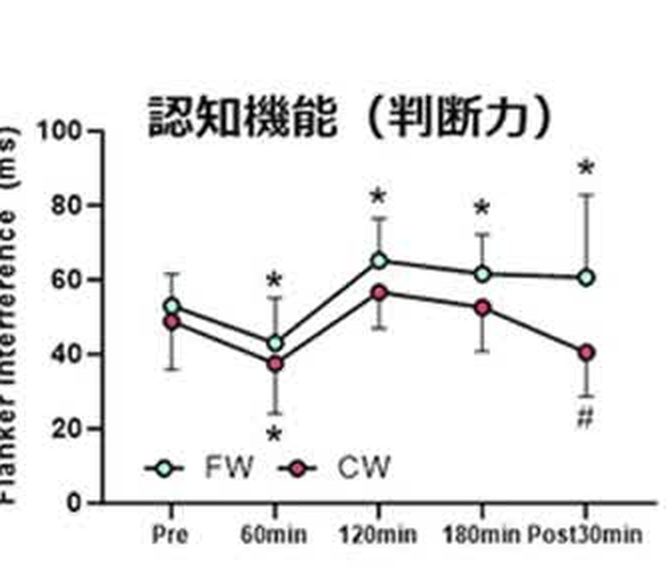 認知機能（判断力）
Flanker Interference (ms)
100
80
60
40
20
0
*
*
*
*
*
#
FW
CW
Pre
60min
120min
180min
Post30min